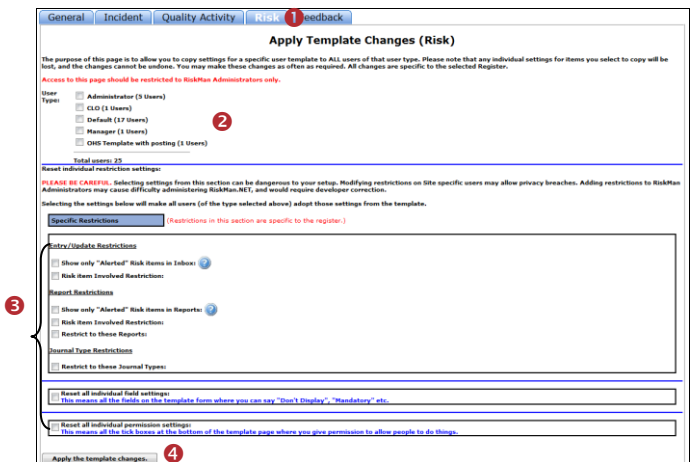 General Incident Quality Activity Risk 1 Feedback
Apply Template Changes (Risk)
The purpose of this page is to allow you to copy settings for a specific user template to ALL users of that user type. Please note that any individual settings for items you select to copy will be
lost, and the changes cannot be undone. You may make these changes as often as required. All changes are specific to the selected Register.
Access to this page should be restricted to RiskMan Administrators only.
User
Type:
Administrator (5 Users)
CLO (1 Users)
Default (17 Users)
Manager (1 Users)
OHS Template with posting (1 Users)
2
Total users: 25
Reset individual restriction settings:
PLEASE BE CAREFUL. Selecting settings from this section can be dangerous to your setup. Modifying restrictions on Site specific users may allow privacy breaches. Adding restrictions to RiskMan
Administrators may cause difficulty administering RiskMan.NET, and would require developer correction.
Selecting the settings below will make all users (of the type selected above) adopt those settings from the template.
Specific Restrictions (Restrictions in this section are specific to the register.)
Entry/Update Restrictions
Show only "Alerted" Risk items in Inbox: ?
Risk item Involved Restriction:
Report Restrictions
3
Show only "Alerted" Risk items in Reports: ?
Risk item Involved Restriction:
Restrict to these Reports:
Journal Type Restrictions
Restrict to these Journal Types:
Reset all individual field settings:
This means all the fields on the template form where you can say "Don't Display", "Mandatory" etc.
Reset all individual permission settings:
This means all the tick boxes at the bottom of the template page where you give permission to allow people to do things.
Apply the template changes. 4